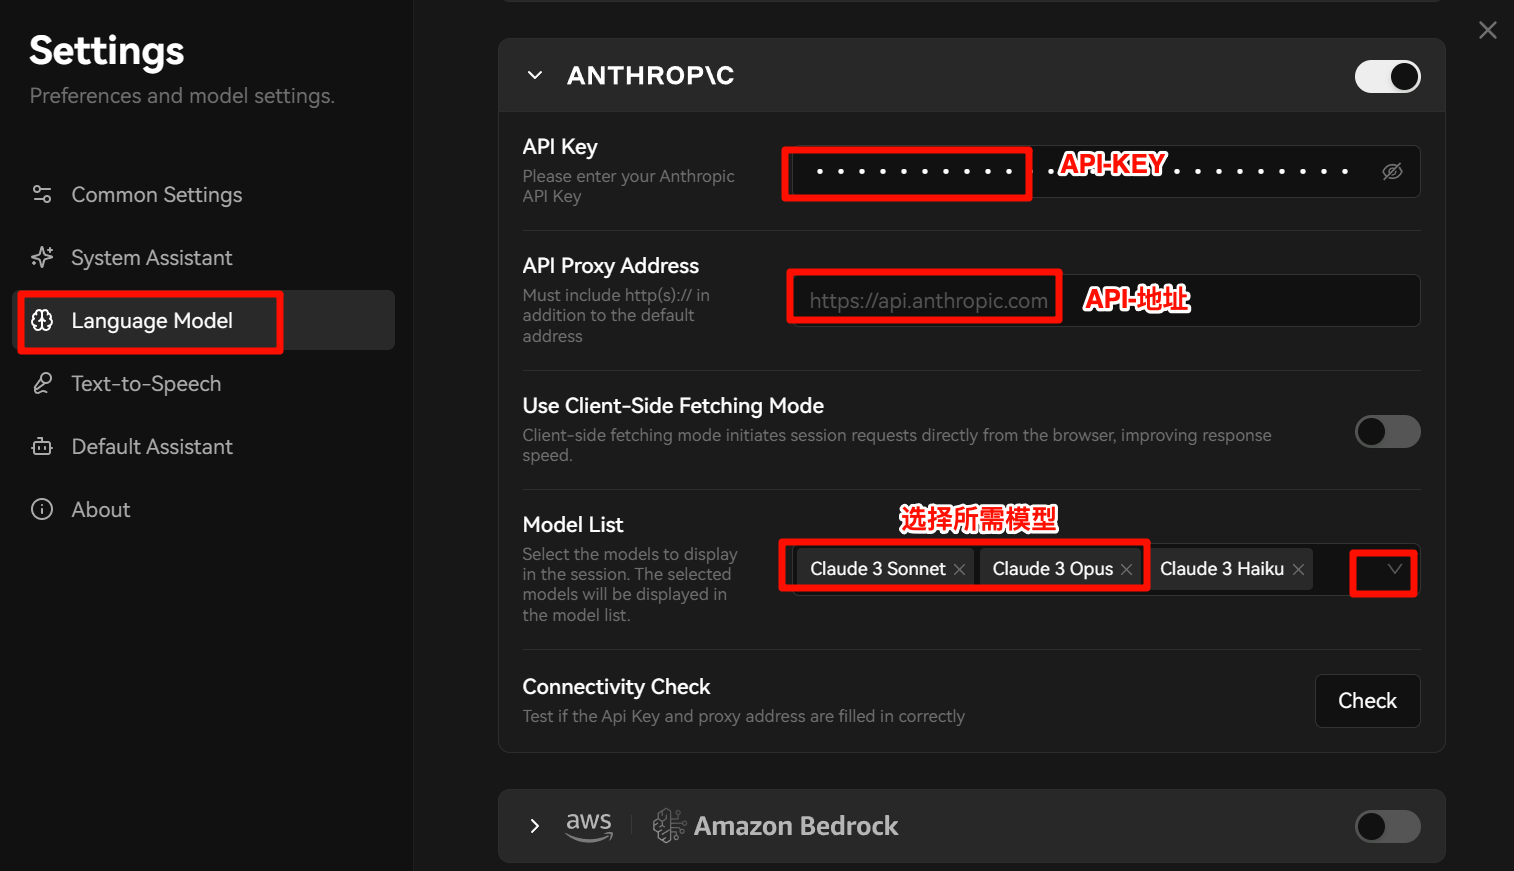 Settings
Preferences and model settings.
Common Settings
System Assistant
Language Model
Text-to-Speech
Default Assistant
About
ANTHROP\C
API Key
Please enter your Anthropic
API Key
API-KEY
API Proxy Address
Must include http(s):// in
addition to the default
address
https://api.anthropic.com
API-地址
Use Client-Side Fetching Mode
Client-side fetching mode initiates session requests directly from the browser, improving response
speed.
选择所需模型
Model List
Select the models to display
in the session. The selected
models will be displayed in
the model list.
Claude 3 Sonnet
Claude 3 Opus
Claude 3 Haiku
Connectivity Check
Test if the Api Key and proxy address are filled in correctly
Check
aws
Amazon Bedrock